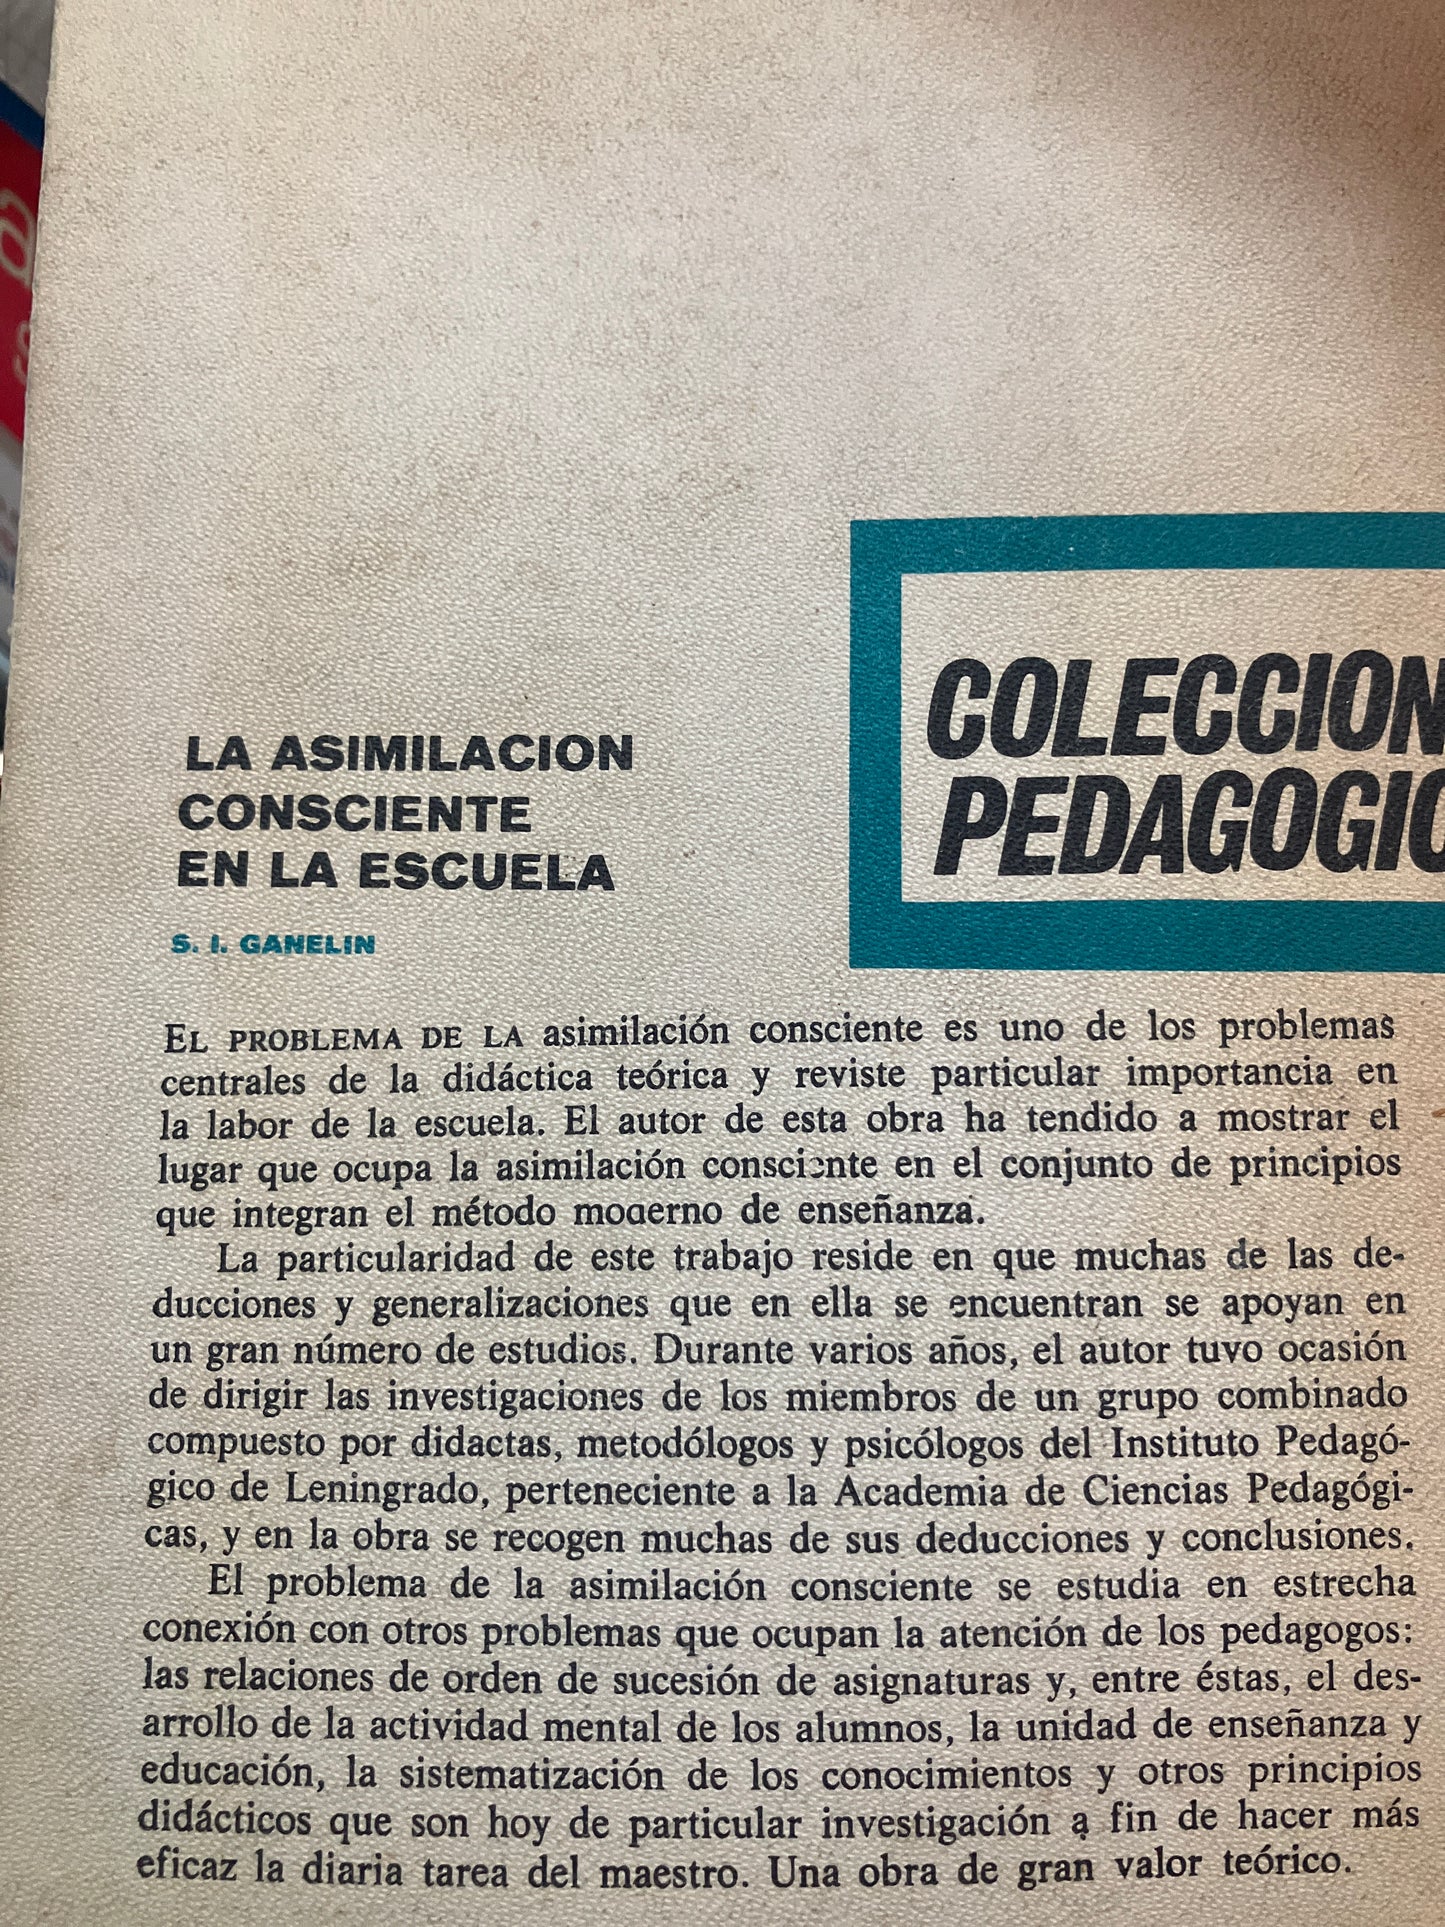 COLECCION
PEDAGOGIC
LA ASIMILACION
CONSCIENTE
EN LA ESCUELA
S. I. GANELIN
EL PROBLEMA DE LA asimilación consciente es uno de los problemas
centrales de la didáctica teórica y reviste particular importancia en
la labor de la escuela. El autor de esta obra ha tendido a mostrar el
lugar que ocupa la asimilación consciente en el conjunto de principios
que integran el método moderno de enseñanza.
La particularidad de este trabajo reside en que muchas de las de-
ducciones y generalizaciones que en ella se encuentran se apoyan en
un gran número de estudios. Durante varios años, el autor tuvo ocasión
de dirigir las investigaciones de los miembros de un grupo combinado
compuesto por didactas, metodólogos y psicólogos del Instituto Pedagó-
gico de Leningrado, perteneciente a la Academia de Ciencias Pedagógi-
cas, y en la obra se recogen muchas de sus deducciones y conclusiones.
El problema de la asimilación consciente se estudia en estrecha
conexión con otros problemas que ocupan la atención de los pedagogos:
las relaciones de orden de sucesión de asignaturas y, entre éstas, el des-
arrollo de la actividad mental de los alumnos, la unidad de enseñanza y
educación, la sistematización de los conocimientos y otros principios
didácticos que son hoy de particular investigación a fin de hacer más
eficaz la diaria tarea del maestro. Una obra de gran valor teórico.